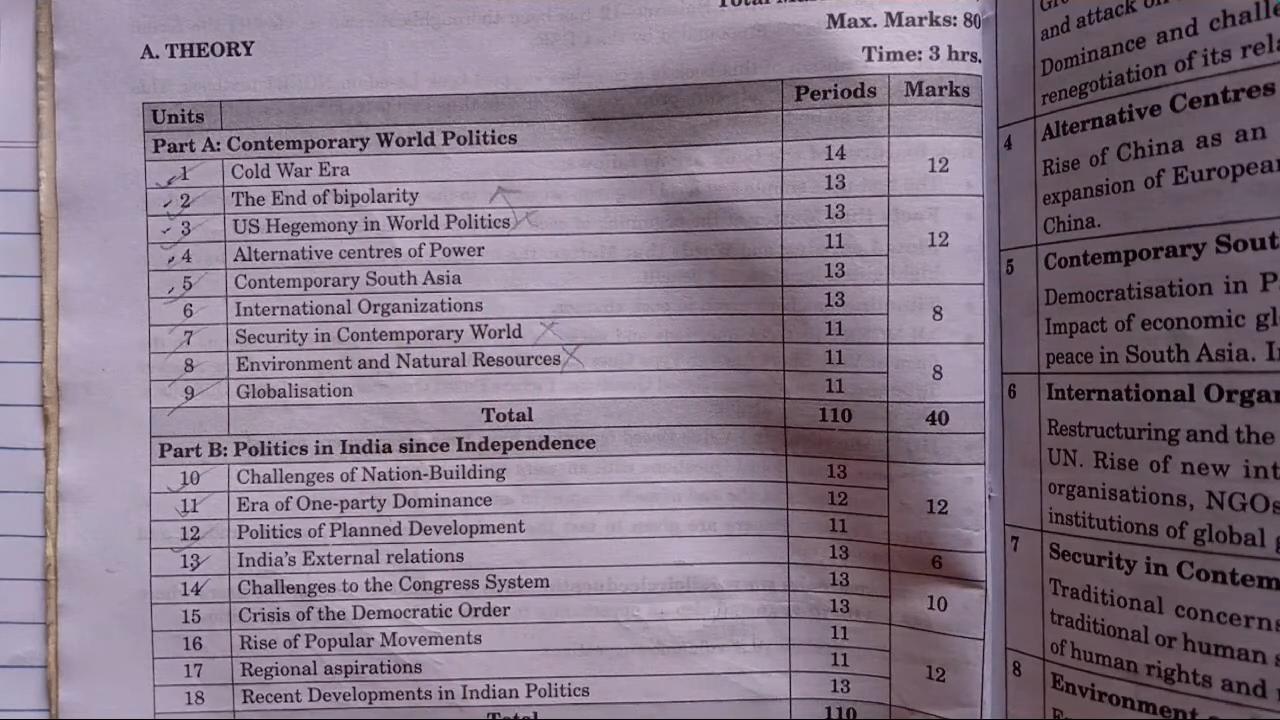 Max. Marks: 80
A. THEORY
Time: 3 hrs.
Units Periods Marks
Part A: Contemporary World Politics
1 Cold War Era 14 12
2 The End of bipolarity 13
3 US Hegemony in World Politics 13 12
4 Alternative centres of Power 11
5 Contemporary South Asia 13
6 International Organizations 13 8
7 Security in Contemporary World 11
8 Environment and Natural Resources 11 8
9 Globalisation 11
Total 110 40
Part B: Politics in India since Independence
10 Challenges of Nation-Building 13 12
11 Era of One-party Dominance 12
12 Politics of Planned Development 11
13 India's External relations 13 6
14 Challenges to the Congress System 13 10
15 Crisis of the Democratic Order 13
16 Rise of Popular Movements 11 12
17 Regional aspirations 11
18 Recent Developments in Indian Politics 13
Total 110
and attack
Dominance and
renegotiation of its
4 Alternative Centres
Rise of China as an
expansion of
China.
5 Contemporary
Democratisation in
Impact of economic
peace in South Asia.
6 International
Restructuring and the
UN. Rise of new
organisations, NGOs
institutions of global
7 Security in
Traditional concerns
traditional or human
of human rights and
8 Environment